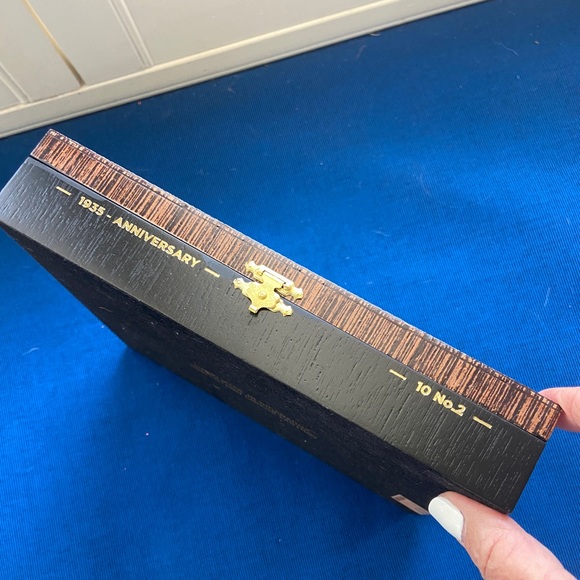 — 1935 - ANNIVERSARY —
— 10 No.2 —